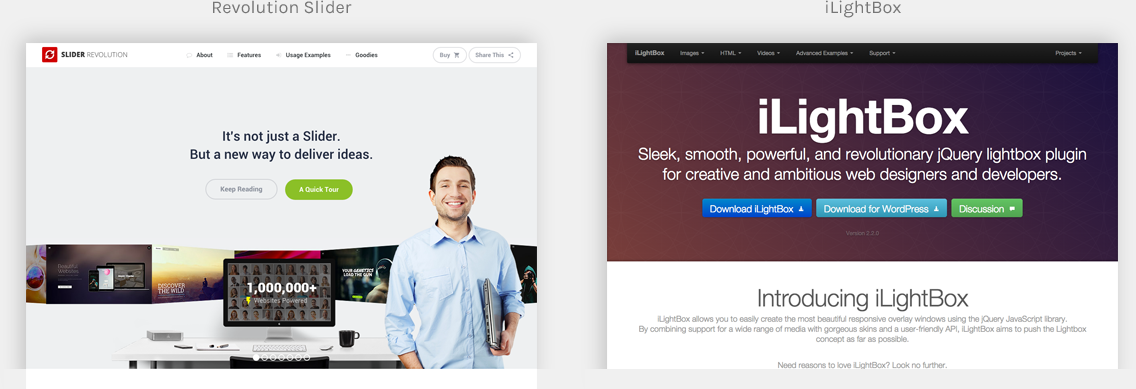 Revolution Slider
SLIDER REVOLUTION
About
Features
Usage Examples
Goodies
Buy
Share This
It's not just a Slider.
But a new way to deliver ideas.
Keep Reading
A Quick Tour
Beautiful
Websites
DISCOVER
THE WILD
1,000,000+
Websites Powered
YOUR GENETICS
LOAD THE GUN
iLightBox
iLightBox
Images
HTML
Videos
Advanced Examples
Support
Projects
iLightBox
Sleek, smooth, powerful, and revolutionary jQuery lightbox plugin
for creative and ambitious web designers and developers.
Download iLightBox
Download for WordPress
Discussion
Version 2.2.0
Introducing iLightBox
iLightBox allows you to easily create the most beautiful responsive overlay windows using the jQuery JavaScript library.
By combining support for a wide range of media with gorgeous skins and a user-friendly API, iLightBox aims to push the Lightbox
concept as far as possible.
Need reasons to love iLightBox? Look no further.